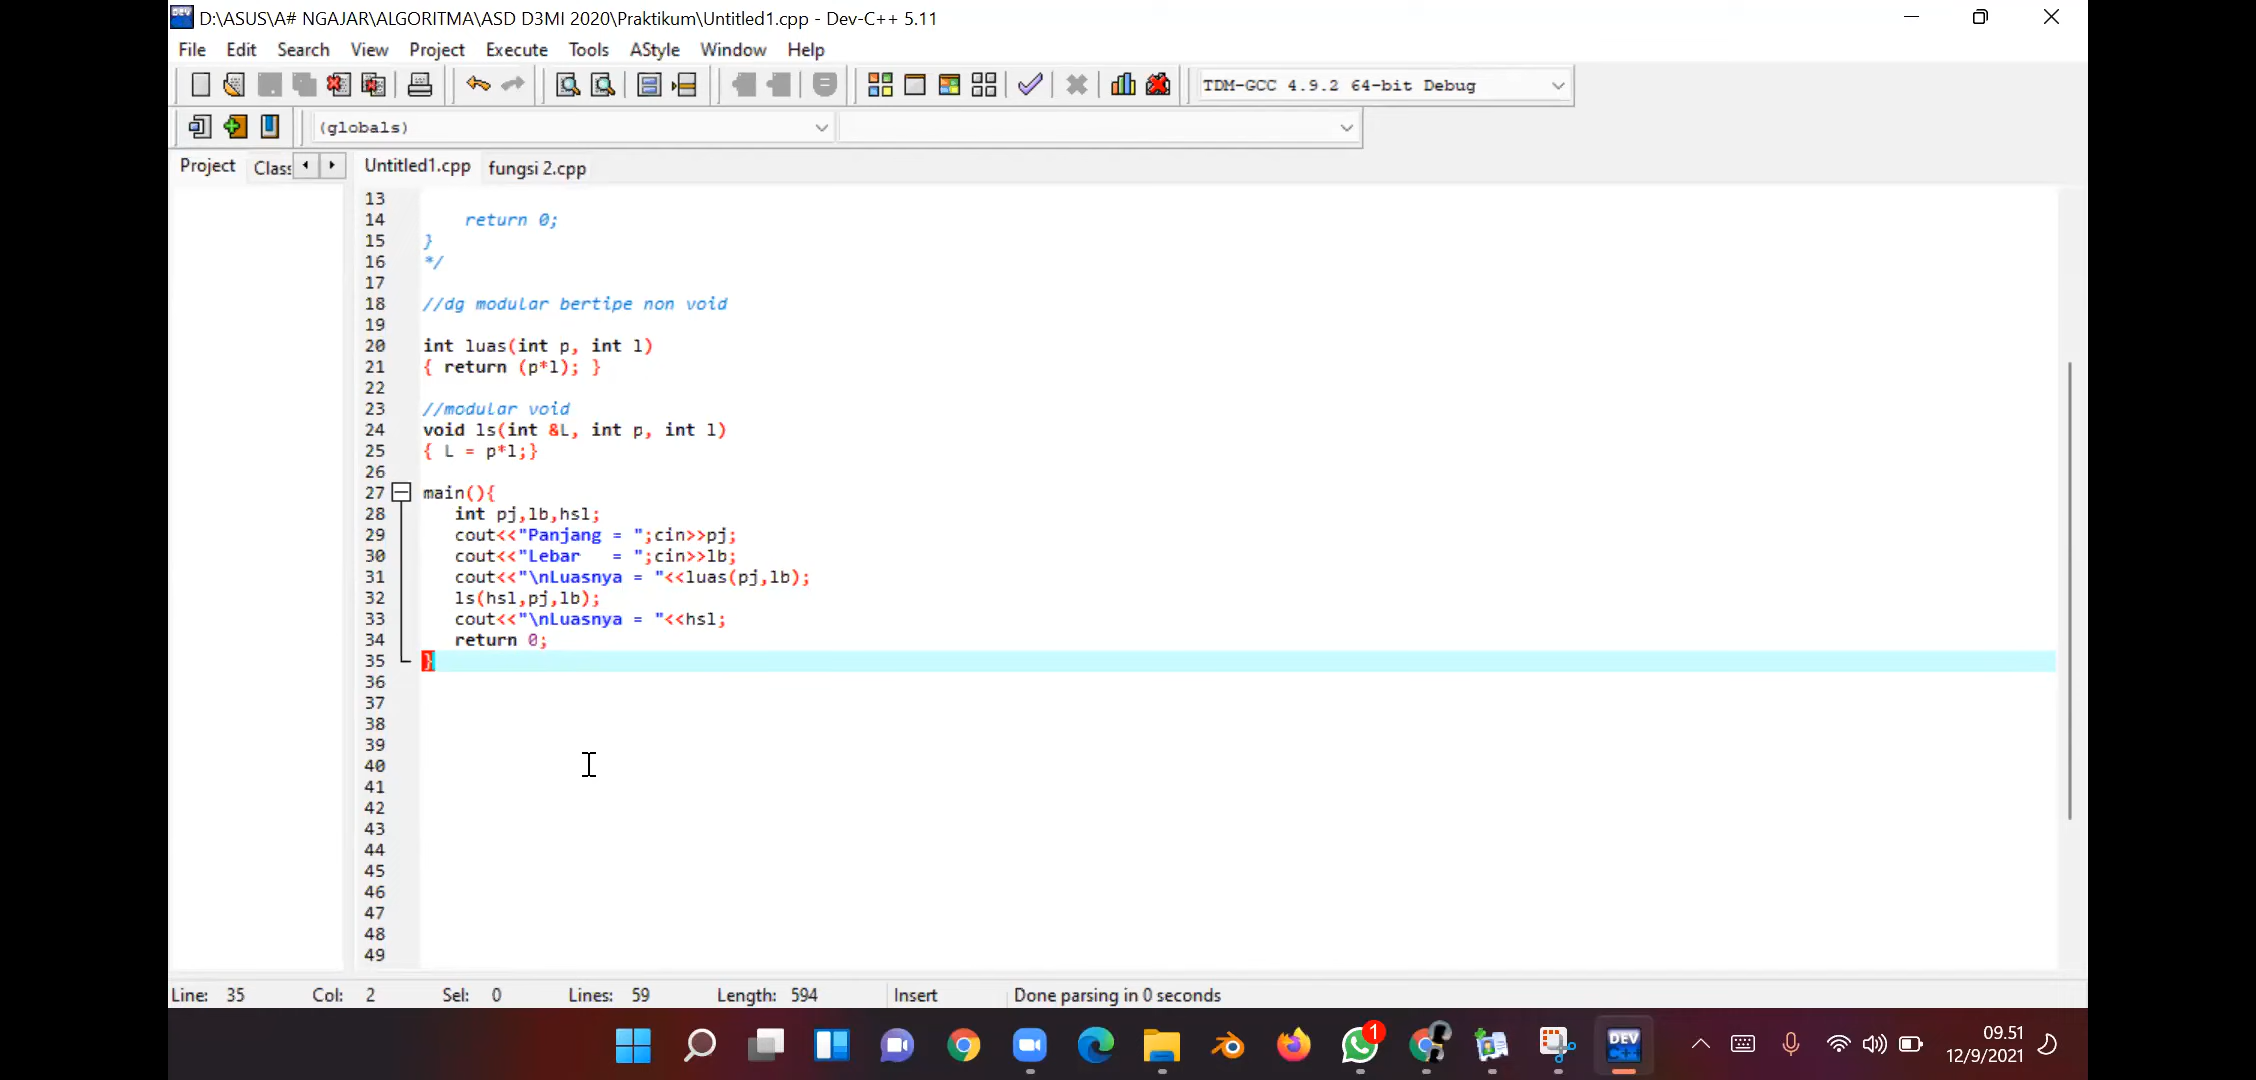 D:\ASUS\A# NGAJAR\ALGORITMA\ASD D3MI 2020\Praktikum\Untitled1.cpp - Dev-C++ 5.11
File Edit Search View Project Execute Tools AStyle Window Help
TDM-GCC 4.9.2 64-bit Debug
(globals)
Project Clas Untitled1.cpp fungsi 2.cpp
13
14 return 0;
15 }
16 */
17
18 //dg modular bertipe non void
19
20 int luas(int p, int l)
21 { return (p*l); }
22
23 //modular void
24 void ls(int &L, int p, int l)
25 { L = p*l;}
26
27 main(){
28 int pj,lb,hsl;
29 cout<<"Panjang = ";cin>>pj;
30 cout<<"Lebar   = ";cin>>lb;
31 cout<<"\nLuasnya = "<<luas(pj,lb);
32 ls(hsl,pj,lb);
33 cout<<"\nLuasnya = "<<hsl;
34 return 0;
35 }
36
37
38
39
40
41
42
43
44
45
46
47
48
49
Line: 35 Col: 2 Sel: 0 Lines: 59 Length: 594 Insert Done parsing in 0 seconds
1
DEV C++
09.51
12/9/2021